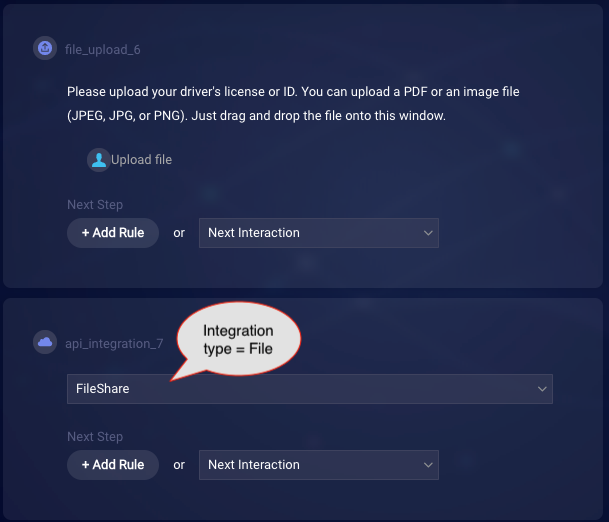 file_upload_6
Please upload your driver's license or ID. You can upload a PDF or an image file
(JPEG, JPG, or PNG). Just drag and drop the file onto this window.
Upload file
Next Step
+ Add Rule or Next Interaction
api_integration_7
Integration
type = File
FileShare
Next Step
+ Add Rule or Next Interaction